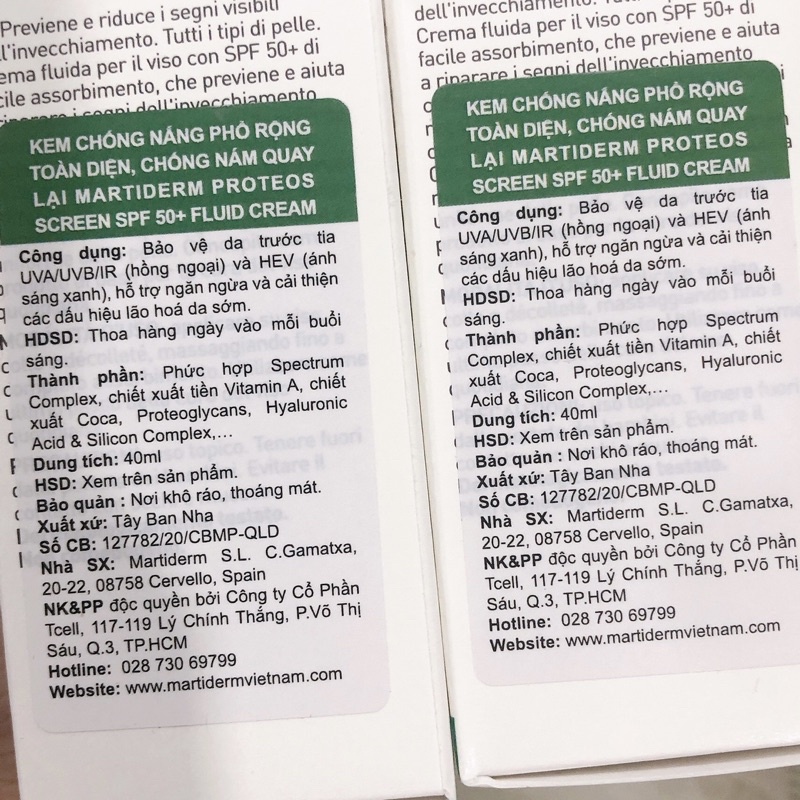 Previene e riduce i segni visibili
l'invecchiamento. Tutti i tipi di pelle.
ema fluida per il viso con SPF 50+ di
cile assorbimento, che previene e aiuta
segni dell'invecchiamento
KEM CHỐNG NẮNG PHỔ RỘNG
TOÀN DIỆN, CHỐNG NÁM QUAY
LẠI MARTIDERM PROTEOS
SCREEN SPF 50+ FLUID CREAM
Công dụng: Bảo vệ da trước tia
UVA/UVB/IR (hồng ngoại) và HEV (ánh
sáng xanh), hỗ trợ ngăn ngừa và cải thiện
các dấu hiệu lão hoá da sớm.
HDSD: Thoa hàng ngày vào mỗi buổi
sáng.
Thành phần: Phức hợp Spectrum
Complex, chiết xuất tiền Vitamin A, chiết
xuất Coca, Proteoglycans, Hyaluronic
Acid & Silicon Complex,...
Dung tích: 40ml
HSD: Xem trên sản phẩm.
Bảo quản : Nơi khô ráo, thoáng mát.
Xuất xứ: Tây Ban Nha
Số CB: 127782/20/CBMP-QLD
Nhà SX: Martiderm S.L. C.Gamatxa,
20-22, 08758 Cervello, Spain
NK&PP độc quyền bởi Công ty Cổ Phần
Tcell, 117-119 Lý Chính Thắng, P.Võ Thị
Sáu, Q.3, TP.HCM
Hotline: 028 730 69799
Website: www.martidermvietnam.com
dell'invecchiamento.
Crema fluida per il viso con SPF 50+ di
facile assorbimento, che previene e aiuta
a riparare i segni dell'invecchiamento
KEM CHỐNG NẮNG PHỔ RỘNG
TOÀN DIỆN, CHỐNG NÁM QUAY
LẠI MARTIDERM PROTEOS
SCREEN SPF 50+ FLUID CREAM
Công dụng: Bảo vệ da trước tia
UVA/UVB/IR (hồng ngoại) và HEV (ánh
sáng xanh), hỗ trợ ngăn ngừa và cải thiện
các dấu hiệu lão hoá da sớm.
HDSD: Thoa hàng ngày vào mỗi buổi
sáng.
Thành phần: Phức hợp Spectrum
Complex, chiết xuất tiền Vitamin A, chiết
xuất Coca, Proteoglycans, Hyaluronic
Acid & Silicon Complex,...
Dung tích: 40ml
HSD: Xem trên sản phẩm.
Bảo quản : Nơi khô ráo, thoáng mát.
Xuất xứ: Tây Ban Nha
Số CB: 127782/20/CBMP-QLD
Nhà SX: Martiderm S.L. C.Gamatxa,
20-22, 08758 Cervello, Spain
NK&PP độc quyền bởi Công ty Cổ Phần
Tcell, 117-119 Lý Chính Thắng, P.Võ Thị
Sáu, Q.3, TP.HCM
Hotline: 028 730 69799
Website: www.martidermvietnam.com